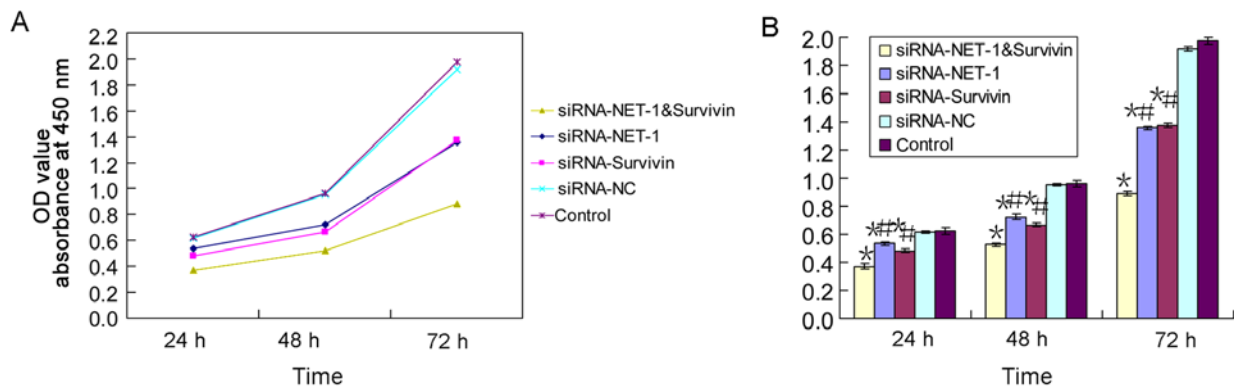 A
OD value
absorbance at 450 nm
2.2
2.0
1.8
1.6
1.4
1.2
1.0
0.8
0.6
0.4
0.2
0.0
24 h 48 h 72 h
Time
siRNA-NET-1&Survivin
siRNA-NET-1
siRNA-Survivin
siRNA-NC
Control
B
2.0
1.8
1.6
1.4
1.2
1.0
0.8
0.6
0.4
0.2
0.0
siRNA-NET-1&Survivin
siRNA-NET-1
siRNA-Survivin
siRNA-NC
Control
* *# *#
* *# *#
* *# *#
24 h 48 h 72 h
Time